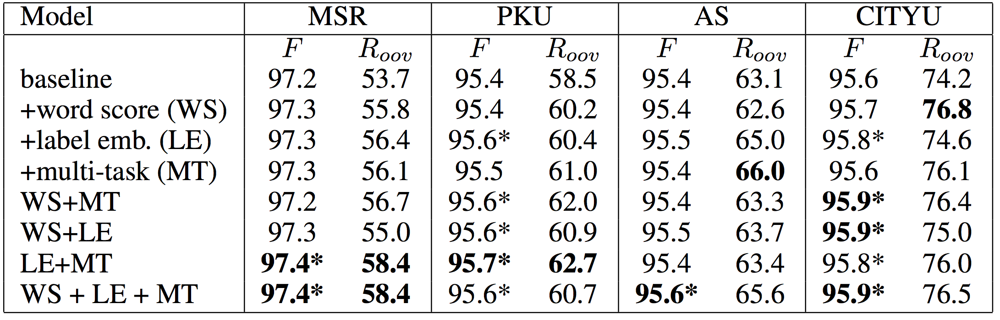 Model MSR PKU AS CITYU
F R_oov F R_oov F R_oov F R_oov
baseline 97.2 53.7 95.4 58.5 95.4 63.1 95.6 74.2
+word score (WS) 97.3 55.8 95.4 60.2 95.4 62.6 95.7 76.8
+label emb. (LE) 97.3 56.4 95.6* 60.4 95.5 65.0 95.8* 74.6
+multi-task (MT) 97.3 56.1 95.5 61.0 95.4 66.0 95.6 76.1
WS+MT 97.2 56.7 95.6* 62.0 95.4 63.3 95.9* 76.4
WS+LE 97.3 55.0 95.6* 60.9 95.5 63.7 95.9* 75.0
LE+MT 97.4* 58.4 95.7* 62.7 95.4 63.4 95.8* 76.0
WS + LE + MT 97.4* 58.4 95.6* 60.7 95.6* 65.6 95.9* 76.5